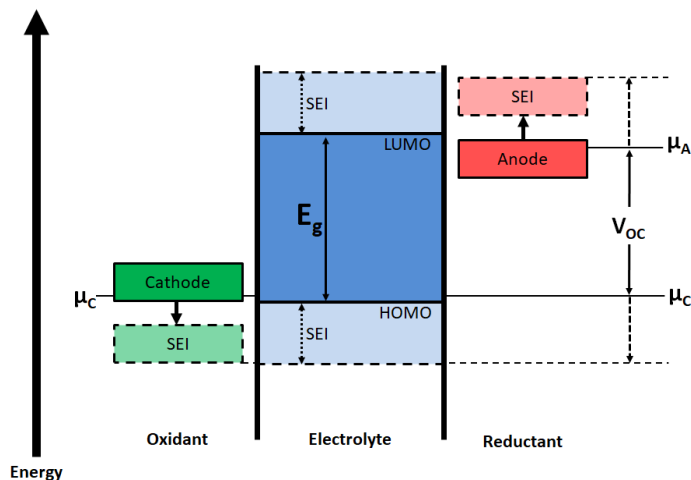 SEI
SEI
LUMO
Anode
μA
Eg
VOC
Cathode
μC
μC
HOMO
SEI
SEI
Oxidant
Electrolyte
Reductant
Energy